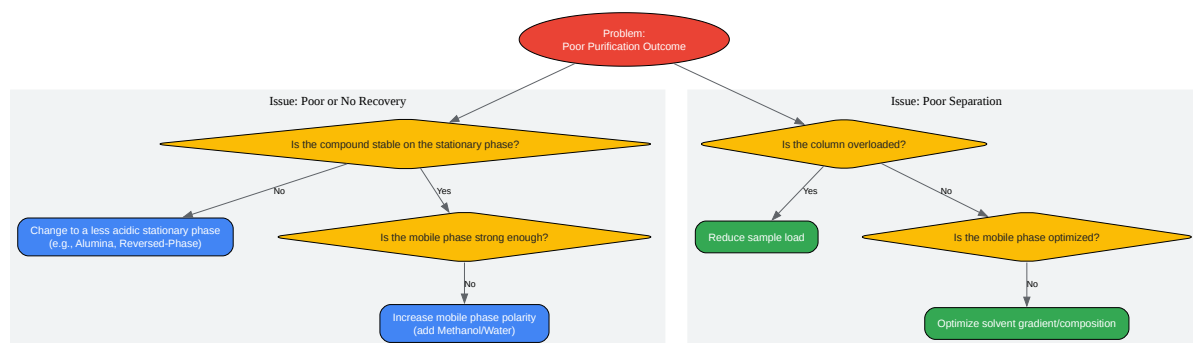 Problem:
Poor Purification Outcome
Issue: Poor or No Recovery
Is the compound stable on the stationary phase?
No
Yes
Change to a less acidic stationary phase
(e.g., Alumina, Reversed-Phase)
Is the mobile phase strong enough?
No
Increase mobile phase polarity
(add Methanol/Water)
Issue: Poor Separation
Is the column overloaded?
Yes
No
Reduce sample load
Is the mobile phase optimized?
No
Optimize solvent gradient/composition